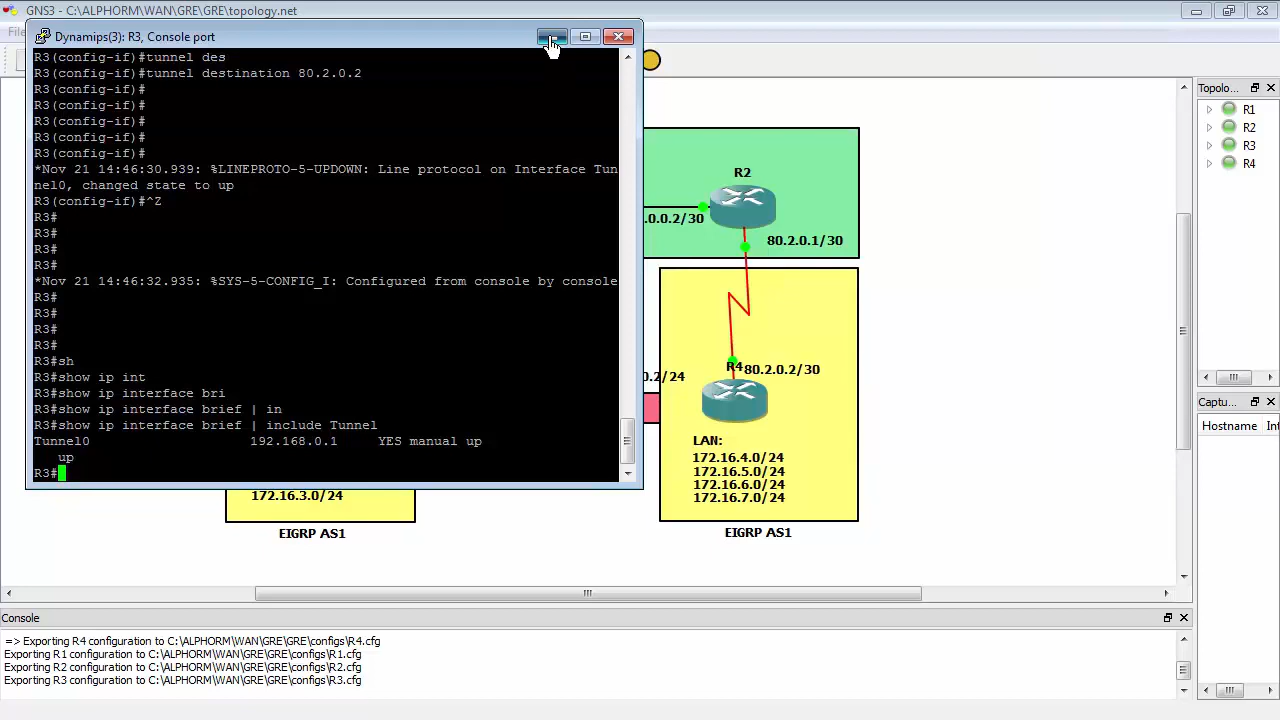 GNS3 - C:\ALPHORM\WAN\GRE\GRE\topology.net
Dynamips(3): R3, Console port
R3(config-if)#tunnel des
R3(config-if)#tunnel destination 80.2.0.2
R3(config-if)#
R3(config-if)#
R3(config-if)#
R3(config-if)#
R3(config-if)#
*Nov 21 14:46:30.939: %LINEPROTO-5-UPDOWN: Line protocol on Interface Tun
nel0, changed state to up
R3(config-if)#^Z
R3#
R3#
R3#
R3#
*Nov 21 14:46:32.935: %SYS-5-CONFIG_I: Configured from console by console
R3#
R3#
R3#
R3#
R3#sh
R3#show ip int
R3#show ip interface bri
R3#show ip interface brief | in
R3#show ip interface brief | include Tunnel
Tunnel0 192.168.0.1 YES manual up
up
R3#
R2
.0.0.2/30
80.2.0.1/30
R4
80.2.0.2/30
0.2/24
LAN:
172.16.4.0/24
172.16.5.0/24
172.16.6.0/24
172.16.7.0/24
172.16.3.0/24
EIGRP AS1
EIGRP AS1
Topolo...
R1
R2
R3
R4
Captu...
Hostname
Int
Console
=> Exporting R4 configuration to C:\ALPHORM\WAN\GRE\GRE\configs\R4.cfg
Exporting R1 configuration to C:\ALPHORM\WAN\GRE\GRE\configs\R1.cfg
Exporting R2 configuration to C:\ALPHORM\WAN\GRE\GRE\configs\R2.cfg
Exporting R3 configuration to C:\ALPHORM\WAN\GRE\GRE\configs\R3.cfg